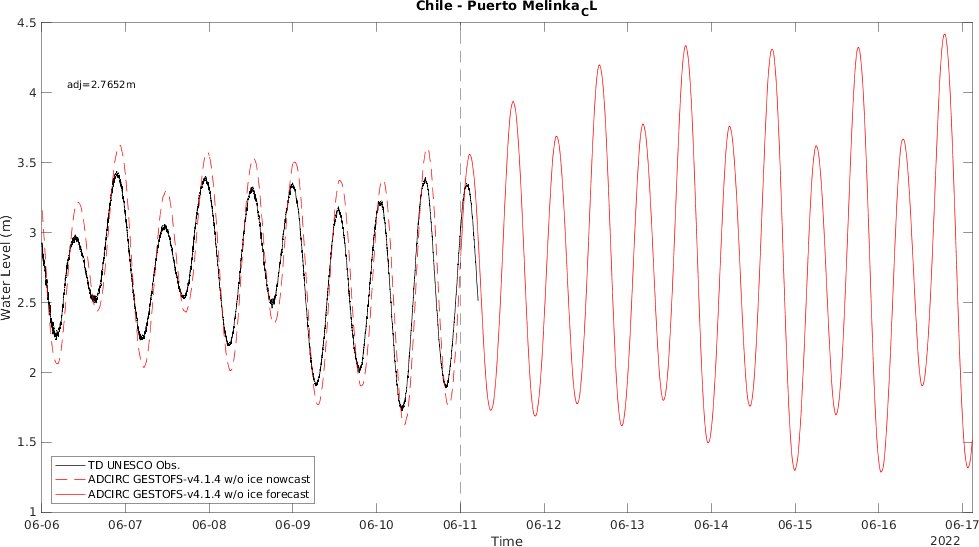 Chile - Puerto Melinka_CL
adj=2.7652m
Water Level (m)
4.5
4
3.5
3
2.5
2
1.5
1
TD UNESCO Obs.
ADCIRC GESTOFS-v4.1.4 w/o ice nowcast
ADCIRC GESTOFS-v4.1.4 w/o ice forecast
06-06 06-07 06-08 06-09 06-10 06-11 06-12 06-13 06-14 06-15 06-16 06-17
Time
2022